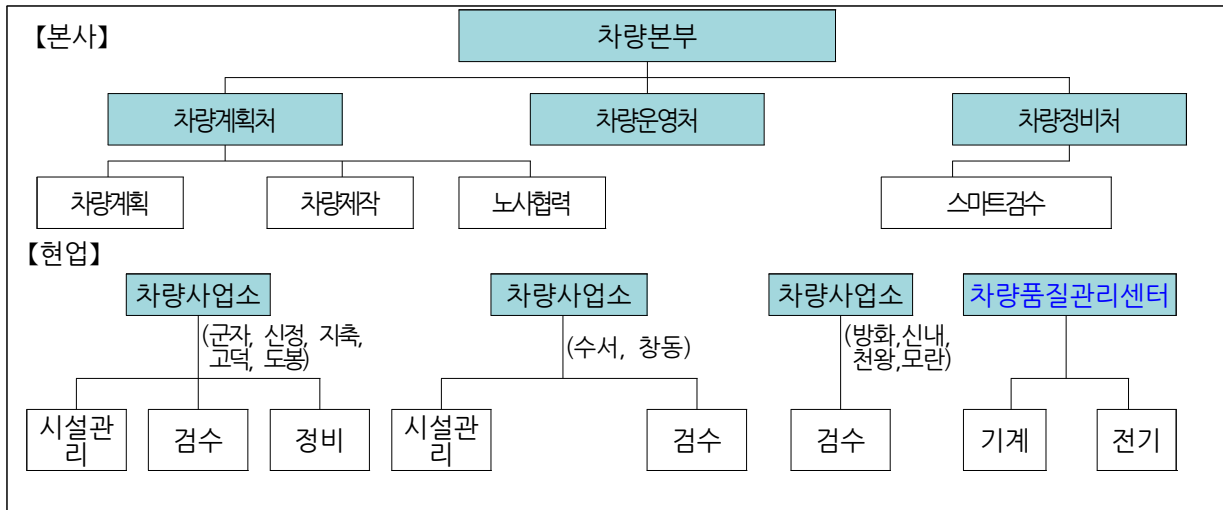 【본사】
차량본부
차량계획처
차량운영처
차량정비처
차량계획
차량제작
노사협력
스마트검수
【현업】
차량사업소
(군자, 신정, 지축,
고덕, 도봉)
시설관
리
검수
정비
차량사업소
(수서, 창동)
시설관
리
검수
차량사업소
(방화,신내,
천왕,모란)
검수
차량품질관리센터
기계
전기